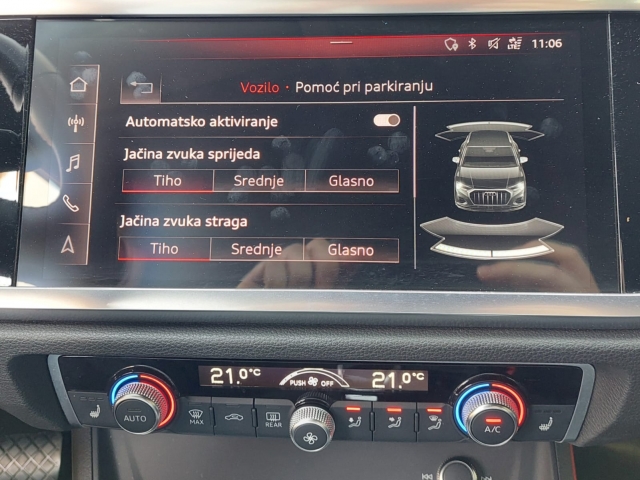 LTE 11:06
Vozilo · Pomoć pri parkiranju
Automatsko aktiviranje
Jačina zvuka sprijeda
Tiho Srednje Glasno
Jačina zvuka straga
Tiho Srednje Glasno
21.0°C PUSH OFF 21.0°C
AUTO MAX REAR A/C